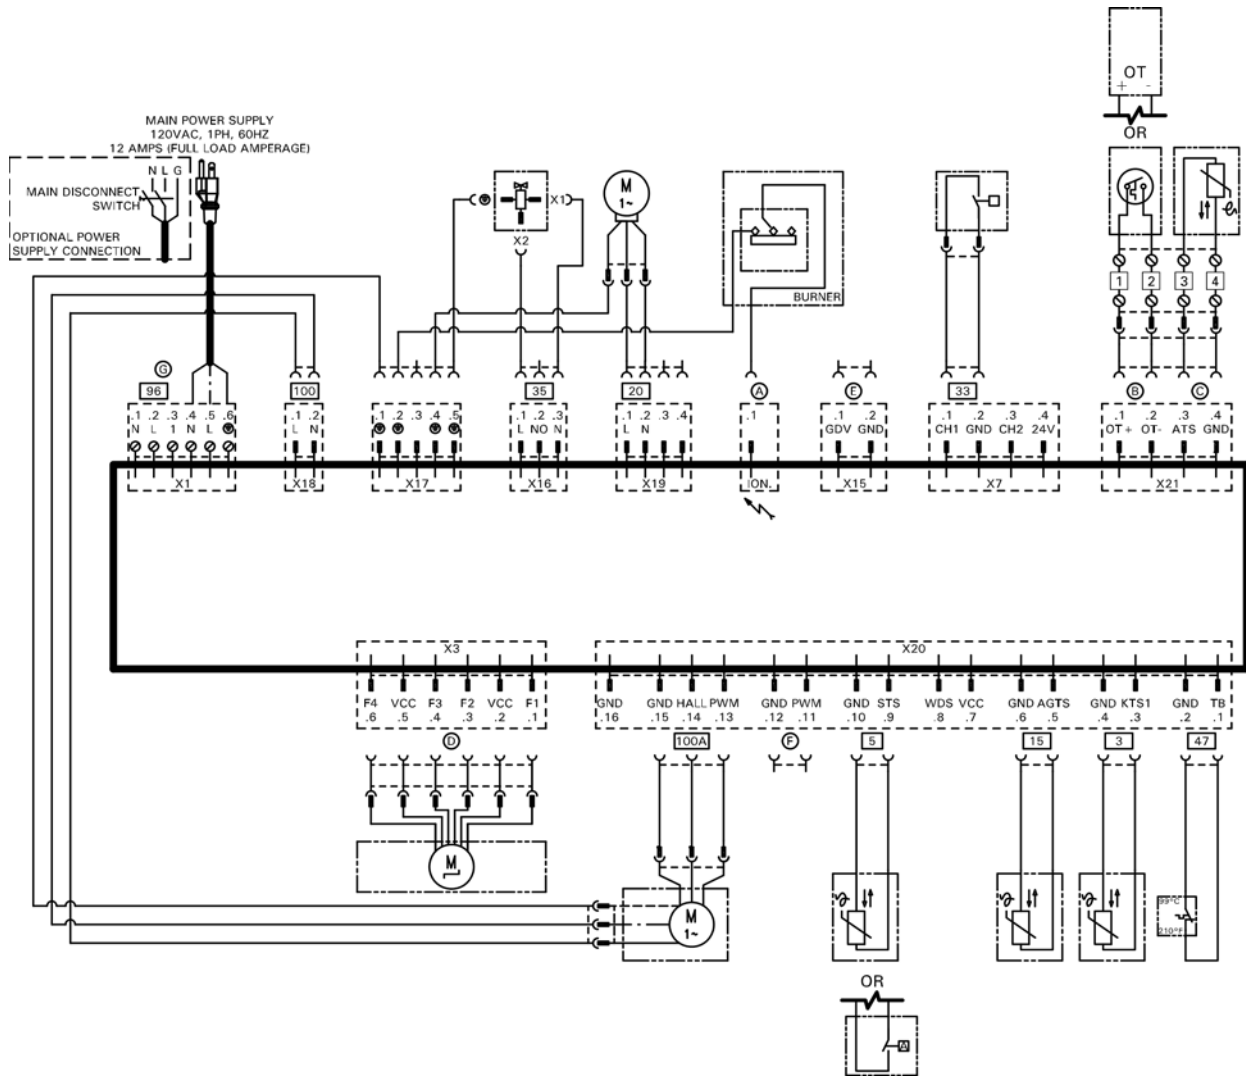 OT
+ -
OR
MAIN POWER SUPPLY
120VAC, 1PH, 60HZ
12 AMPS (FULL LOAD AMPERAGE)
N L G
MAIN DISCONNECT
SWITCH
OPTIONAL POWER
SUPPLY CONNECTION
M
1~
X1
X2
BURNER
1 2 3 4
G
96 100 35 20 A E 33 B C
.1 .2 .3 .4 .5 .6
N L 1 N L
X1
.1 .2
L N
X18
.1 .2 .3 .4 .5
X17
.1 .2 .3
L NO N
X16
.1 .2 .3 .4
L N
X19
.1
ION.
.1 .2
GDV GND
X15
.1 .2 .3 .4
CH1 GND CH2 24V
X7
.1 .2 .3 .4
OT+ OT- ATS GND
X21
X3
F4 VCC F3 F2 VCC F1
.6 .5 .4 .3 .2 .1
D
X20
GND GND HALL PWM GND PWM GND STS WDS VCC GND AGTS GND KTS1 GND TB
.16 .15 .14 .13 .12 .11 .10 .9 .8 .7 .6 .5 .4 .3 .2 .1
100A F 5 15 3 47
M
M
1~
99°C
210°F
OR
A